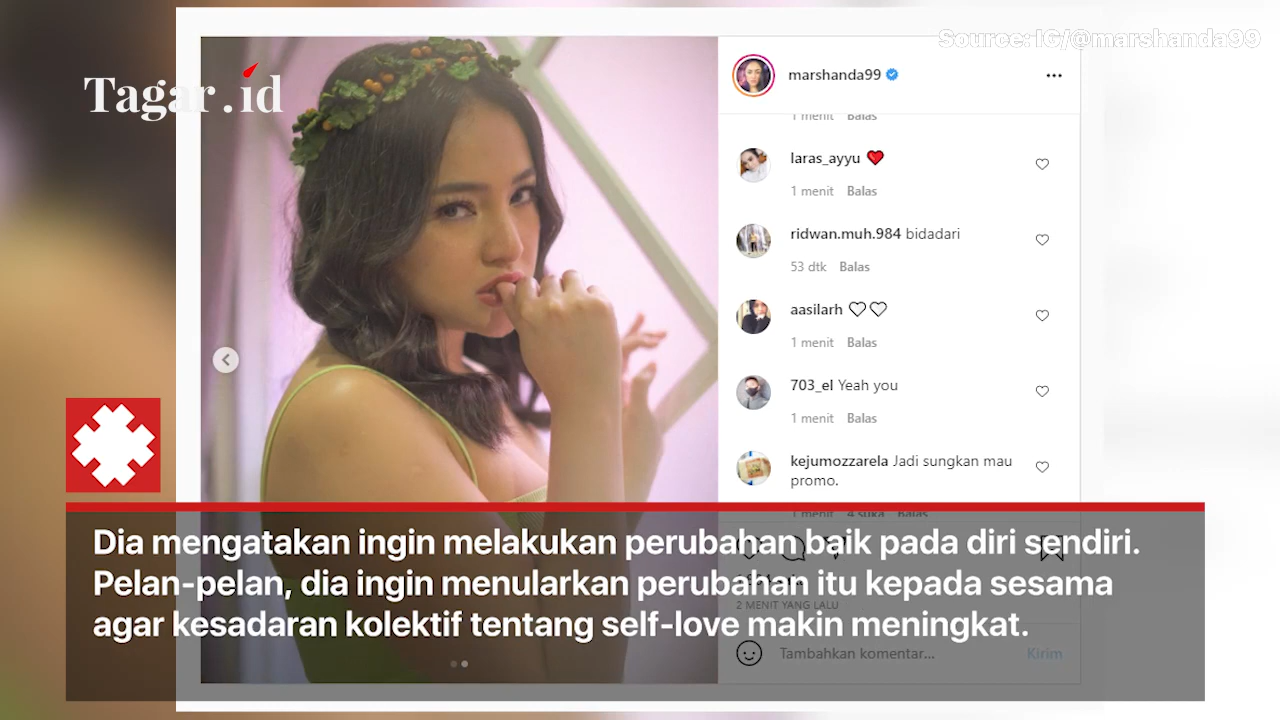 Source: IG/@marshanda99
Tagar.id
marshanda99
1 menit Balas
laras_ayyu ❤️
1 menit Balas
ridwan.muh.984 bidadari
53 dtk Balas
aasilarh ♡♡
1 menit Balas
703_el Yeah you
1 menit Balas
kejumozzarela Jadi sungkan mau
promo.
1 menit 4 suka Balas
Dia mengatakan ingin melakukan perubahan baik pada diri sendiri.
Pelan-pelan, dia ingin menularkan perubahan itu kepada sesama
agar kesadaran kolektif tentang self-love makin meningkat.
2 MENIT YANG LALU
Tambahkan komentar... Kirim